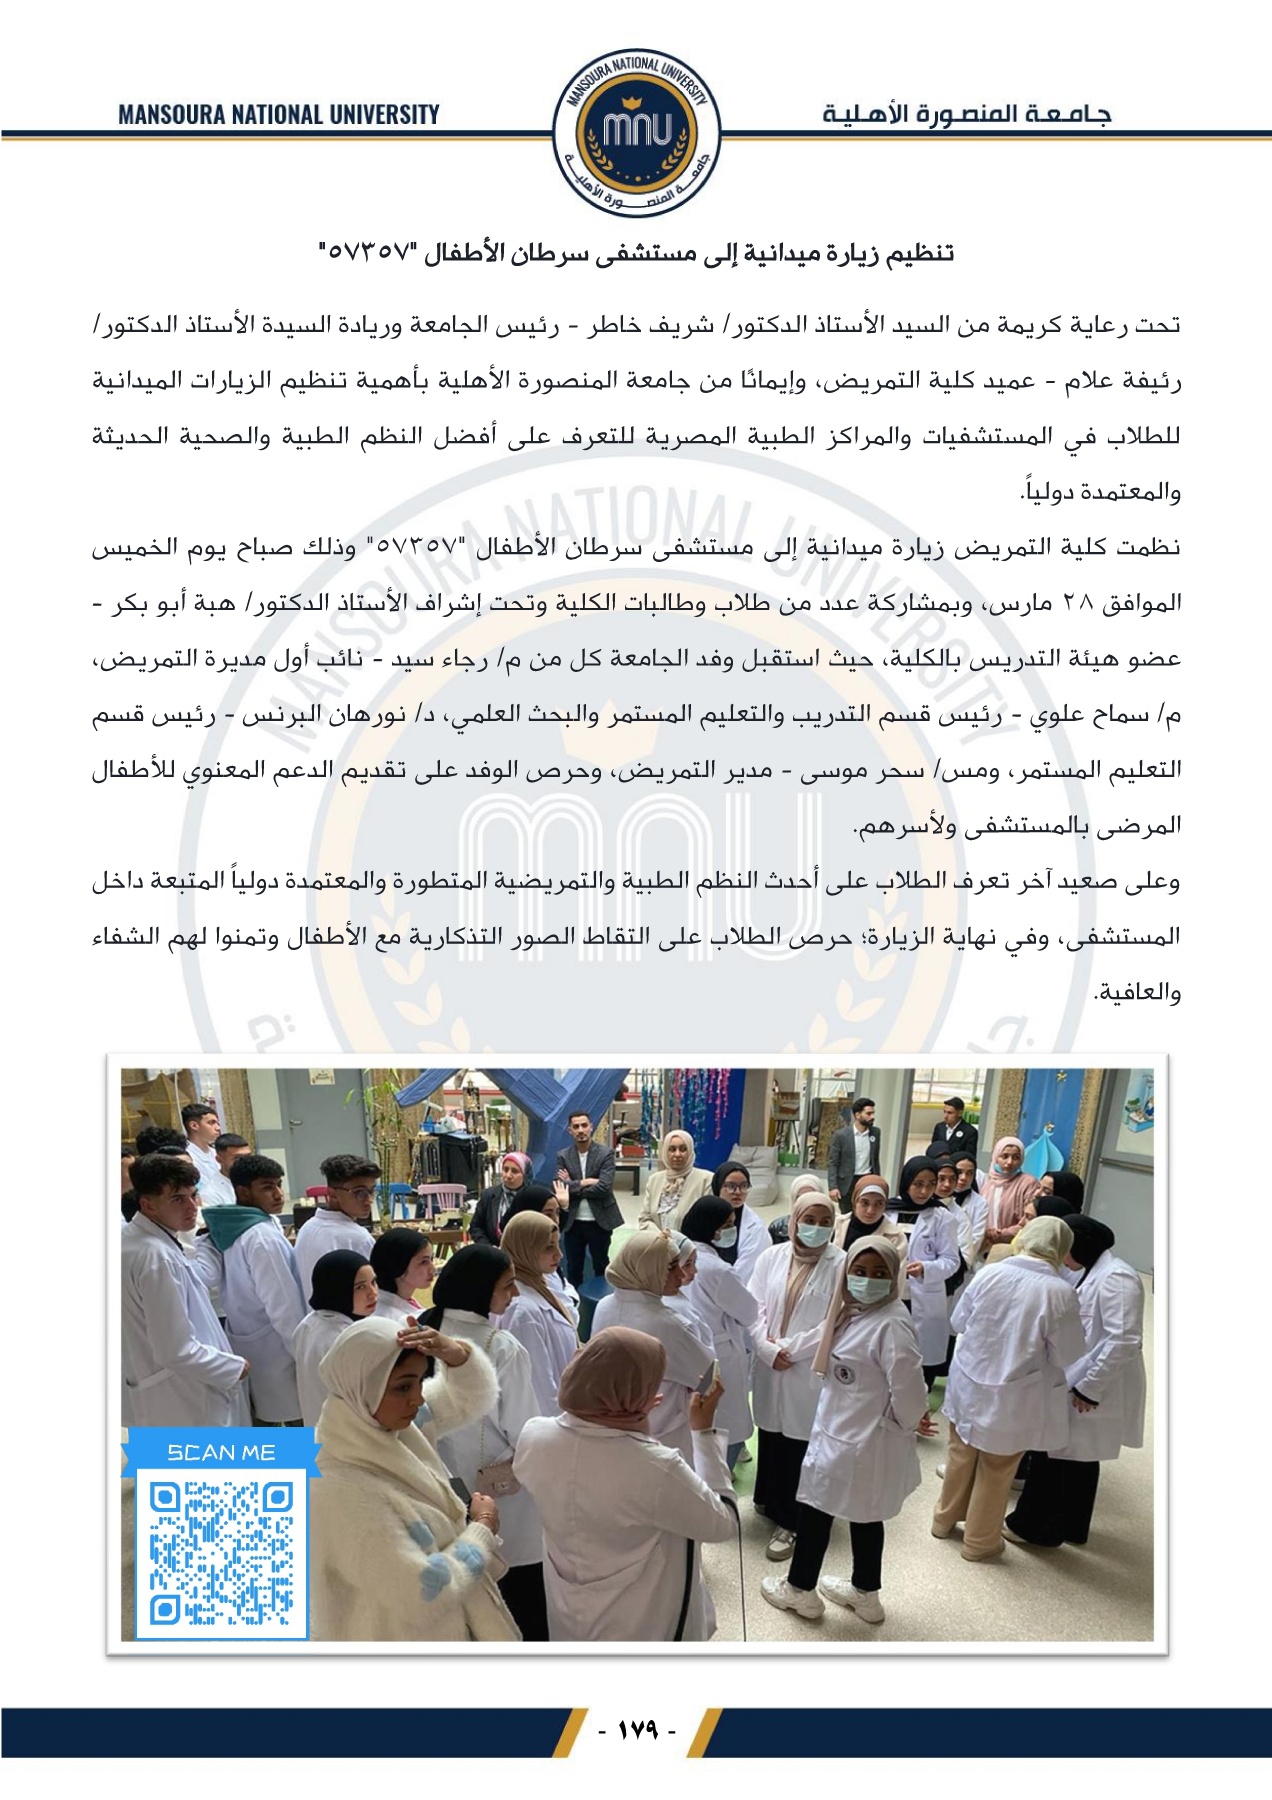 MANSOURA NATIONAL UNIVERSITY
جامعة المنصورة الأهلية
MANSOURA NATIONAL UNIVERSITY
mnu
جامعة المنصورة الأهلية
تنظيم زيارة ميدانية إلى مستشفى سرطان الأطفال "٥٧٣٥٧"
تحت رعاية كريمة من السيد الأستاذ الدكتور/ شريف خاطر - رئيس الجامعة وريادة السيدة الأستاذ الدكتور/
رئيفة علام - عميد كلية التمريض، وإيمانًا من جامعة المنصورة الأهلية بأهمية تنظيم الزيارات الميدانية
للطلاب في المستشفيات والمراكز الطبية المصرية للتعرف على أفضل النظم الطبية والصحية الحديثة
والمعتمدة دولياً.
نظمت كلية التمريض زيارة ميدانية إلى مستشفى سرطان الأطفال "٥٧٣٥٧" وذلك صباح يوم الخميس
الموافق ٢٨ مارس، وبمشاركة عدد من طلاب وطالبات الكلية وتحت إشراف الأستاذ الدكتور/ هبة أبو بكر -
عضو هيئة التدريس بالكلية، حيث استقبل وفد الجامعة كل من م/ رجاء سيد - نائب أول مديرة التمريض،
م/ سماح علوي - رئيس قسم التدريب والتعليم المستمر والبحث العلمي، د/ نورهان البرنس - رئيس قسم
التعليم المستمر، ومس/ سحر موسى - مدير التمريض، وحرص الوفد على تقديم الدعم المعنوي للأطفال
المرضى بالمستشفى ولأسرهم.
وعلى صعيد آخر تعرف الطلاب على أحدث النظم الطبية والتمريضية المتطورة والمعتمدة دولياً المتبعة داخل
المستشفى، وفي نهاية الزيارة؛ حرص الطلاب على التقاط الصور التذكارية مع الأطفال وتمنوا لهم الشفاء
والعافية.
SCAN ME
- ١٧٩ -